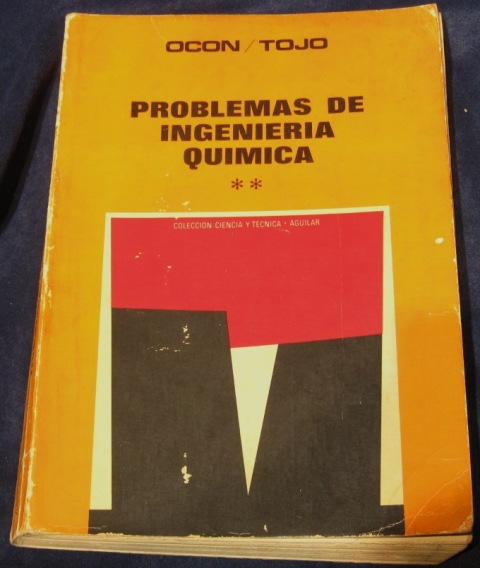 OCON / TOJO
PROBLEMAS DE
INGENIERIA
QUIMICA
**
COLECCION CIENCIA Y TECNICA · AGUILAR